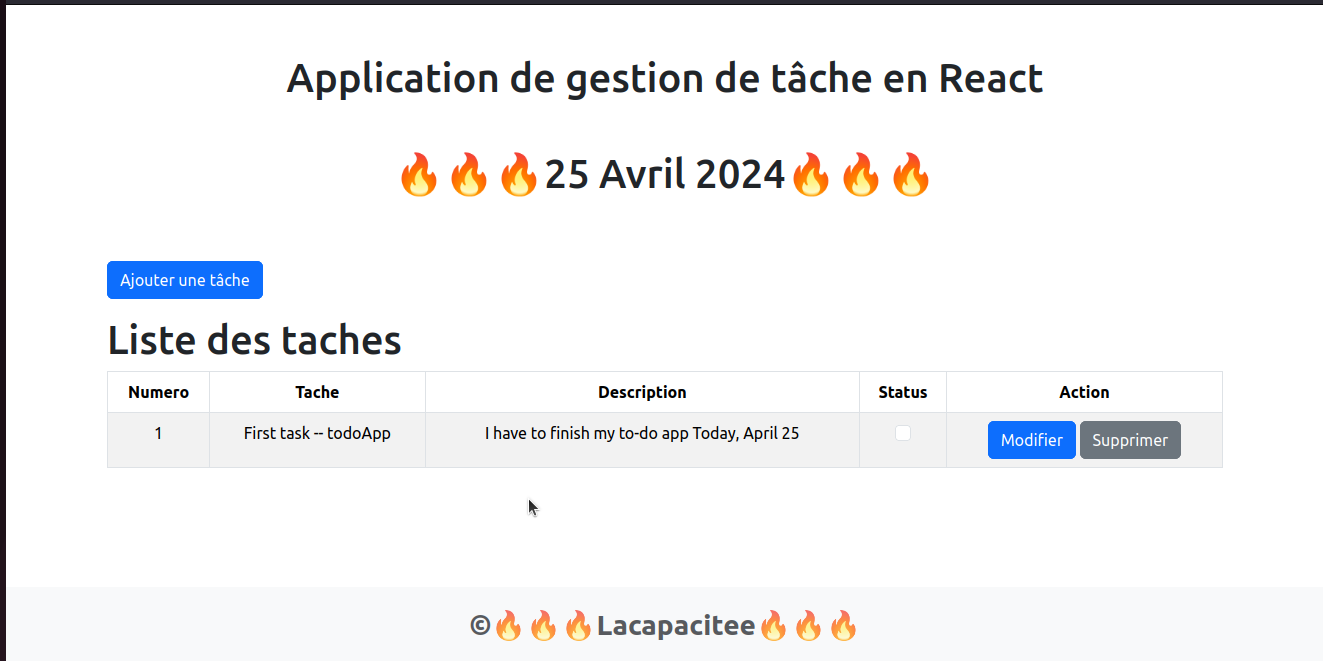 Application de gestion de tâche en React
🔥🔥🔥25 Avril 2024🔥🔥🔥
Ajouter une tâche
Liste des taches
Numero Tache Description Status Action
1 First task -- todoApp I have to finish my to-do app Today, April 25 Modifier Supprimer
©🔥🔥🔥Lacapacitee🔥🔥🔥